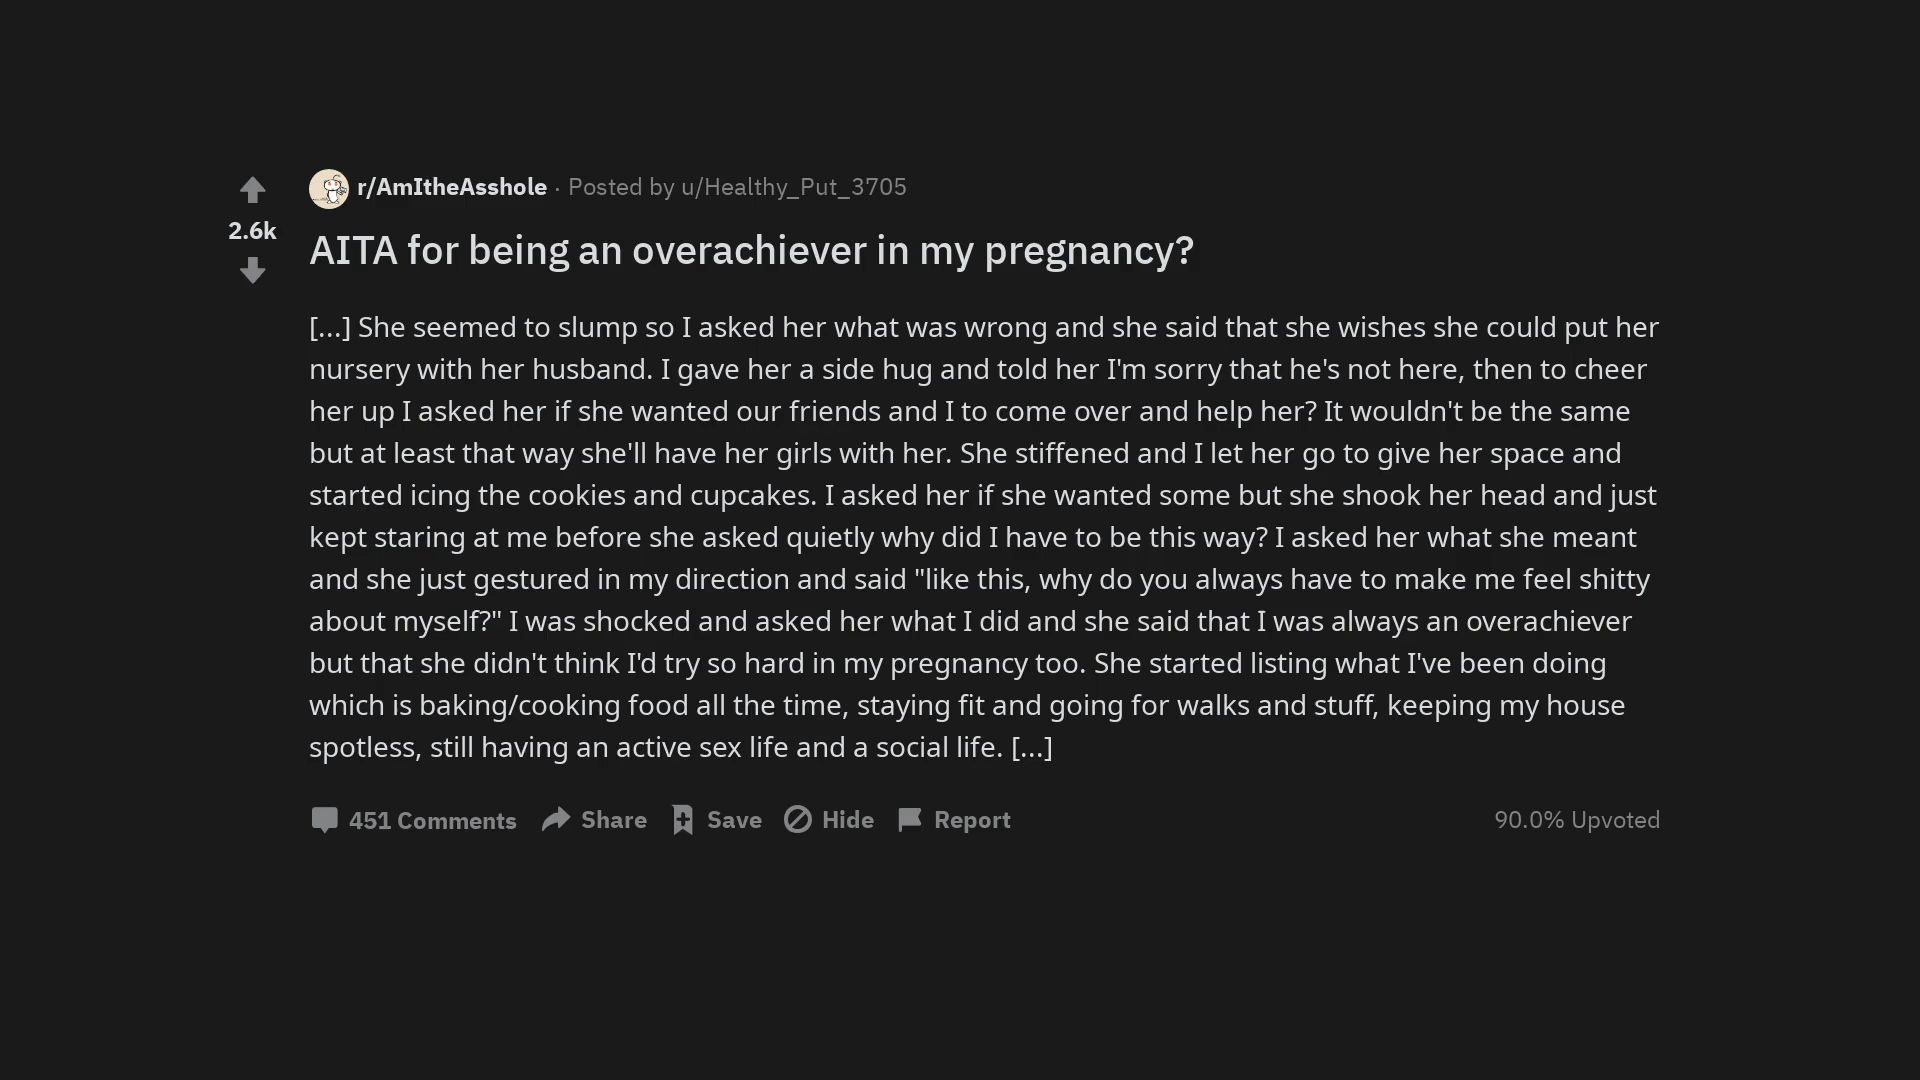 r/AmItheAsshole · Posted by u/Healthy_Put_3705
2.6k
AITA for being an overachiever in my pregnancy?
[...] She seemed to slump so I asked her what was wrong and she said that she wishes she could put her
nursery with her husband. I gave her a side hug and told her I'm sorry that he's not here, then to cheer
her up I asked her if she wanted our friends and I to come over and help her? It wouldn't be the same
but at least that way she'll have her girls with her. She stiffened and I let her go to give her space and
started icing the cookies and cupcakes. I asked her if she wanted some but she shook her head and just
kept staring at me before she asked quietly why did I have to be this way? I asked her what she meant
and she just gestured in my direction and said "like this, why do you always have to make me feel shitty
about myself?" I was shocked and asked her what I did and she said that I was always an overachiever
but that she didn't think I'd try so hard in my pregnancy too. She started listing what I've been doing
which is baking/cooking food all the time, staying fit and going for walks and stuff, keeping my house
spotless, still having an active sex life and a social life. [...]
451 Comments Share Save Hide Report 90.0% Upvoted